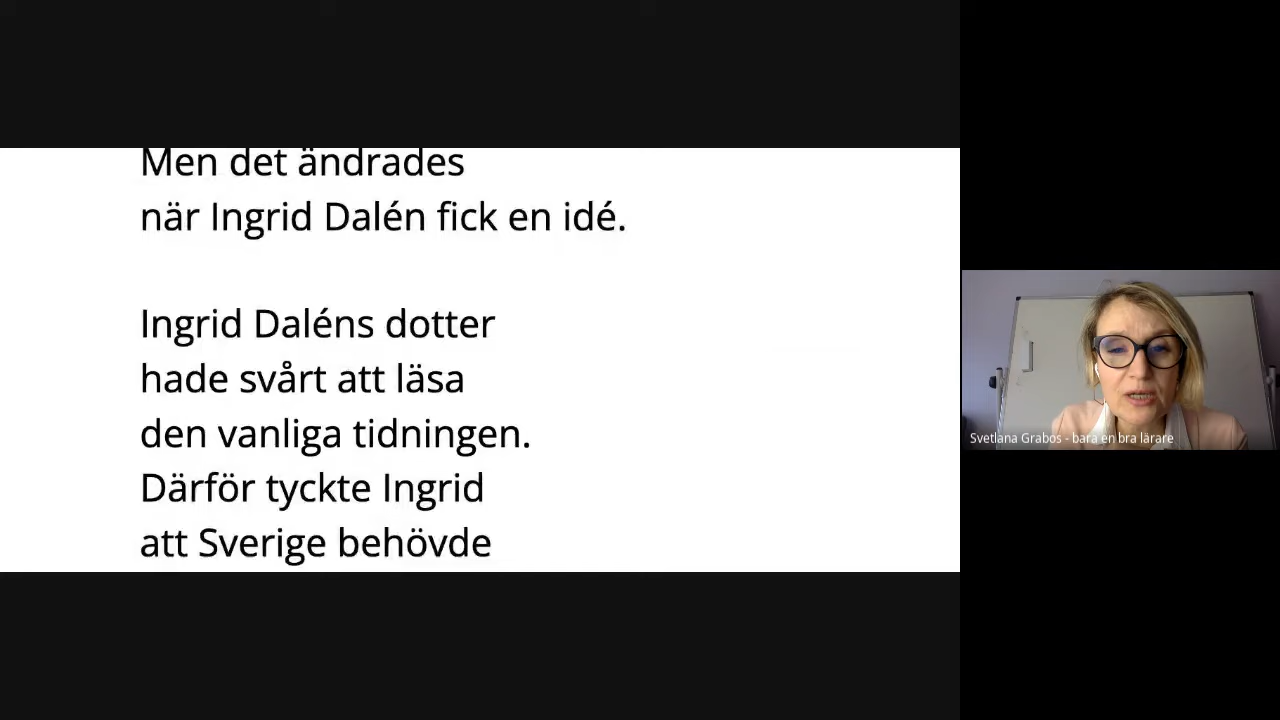 Men det ändrades
när Ingrid Dalén fick en idé.
Ingrid Daléns dotter
hade svårt att läsa
den vanliga tidningen.
Därför tyckte Ingrid
att Sverige behövde
Svetlana Grabos - bara en bra lärare